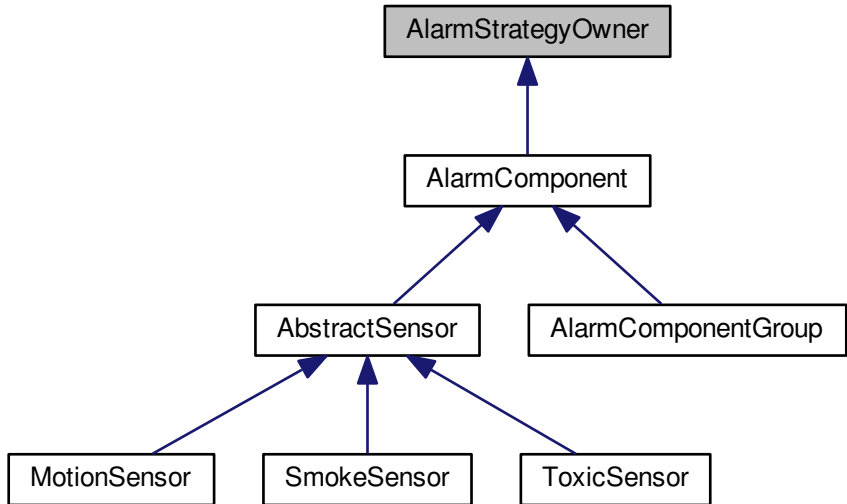 AlarmStrategyOwner
AlarmComponent
AbstractSensor
AlarmComponentGroup
MotionSensor
SmokeSensor
ToxicSensor